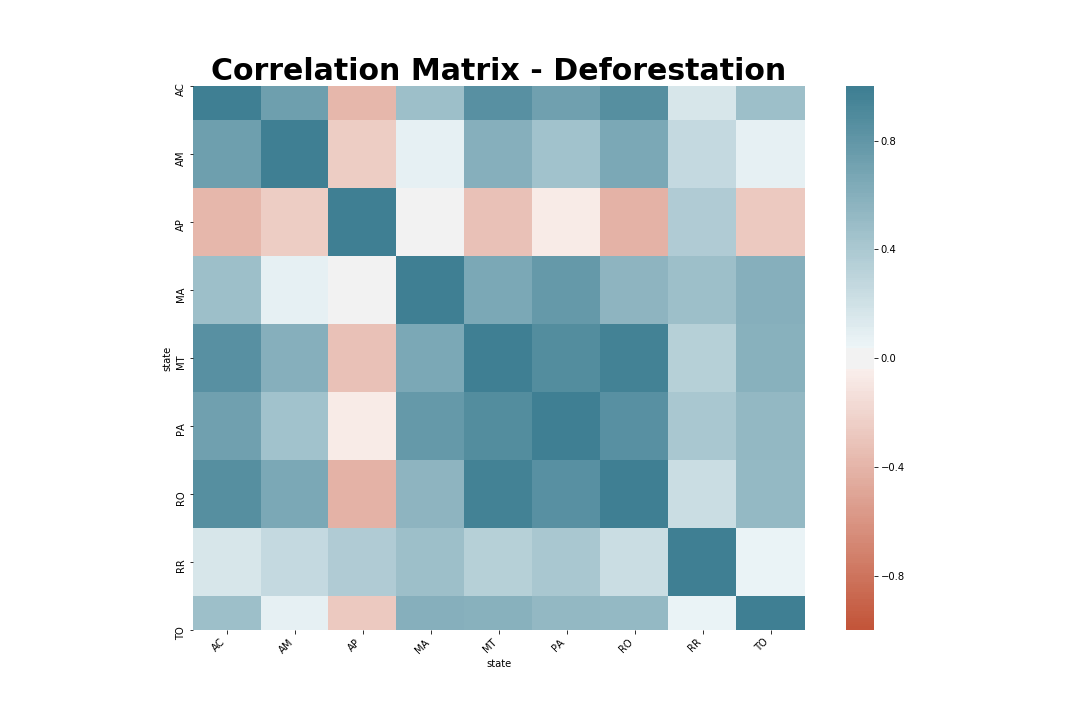 Correlation Matrix - Deforestation
AC
AM
AP
MA
MT
PA
RO
RR
TO
state
AC
AM
AP
MA
MT
PA
RO
RR
TO
state
0.8
0.4
0.0
−0.4
−0.8